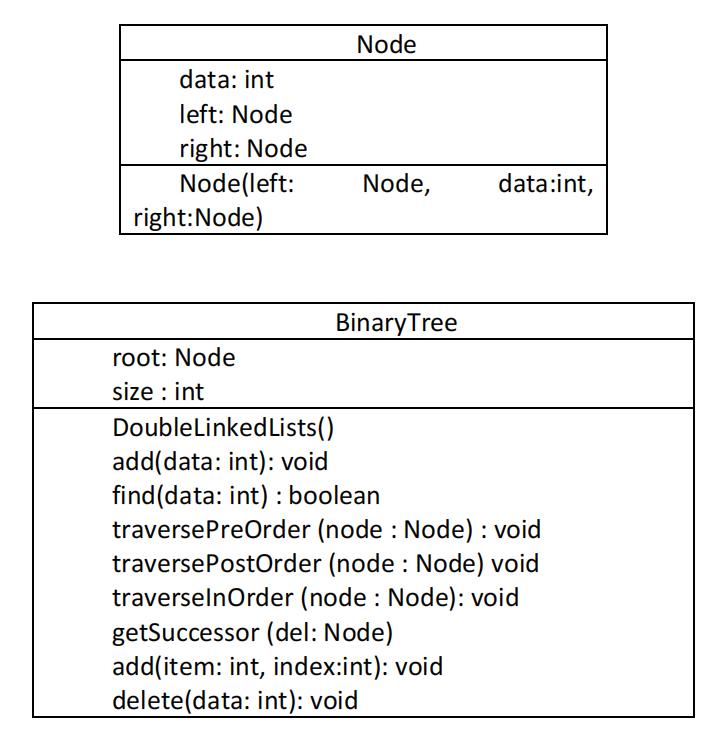 Node
data: int
left: Node
right: Node
Node(left: Node, data:int,
right:Node)
BinaryTree
root: Node
size : int
DoubleLinkedLists()
add(data: int): void
find(data: int) : boolean
traversePreOrder (node : Node) : void
traversePostOrder (node : Node) void
traverseInOrder (node : Node): void
getSuccessor (del: Node)
add(item: int, index:int): void
delete(data: int): void